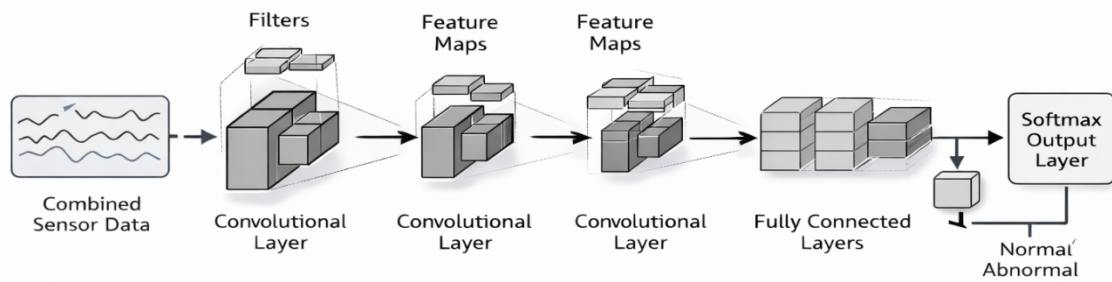 Filters
Feature
Maps
Feature
Maps
Combined
Sensor Data
Convolutional
Layer
Convolutional
Layer
Convolutional
Layer
Fully Connected
Layers
Softmax
Output
Layer
Normal
Abnormal